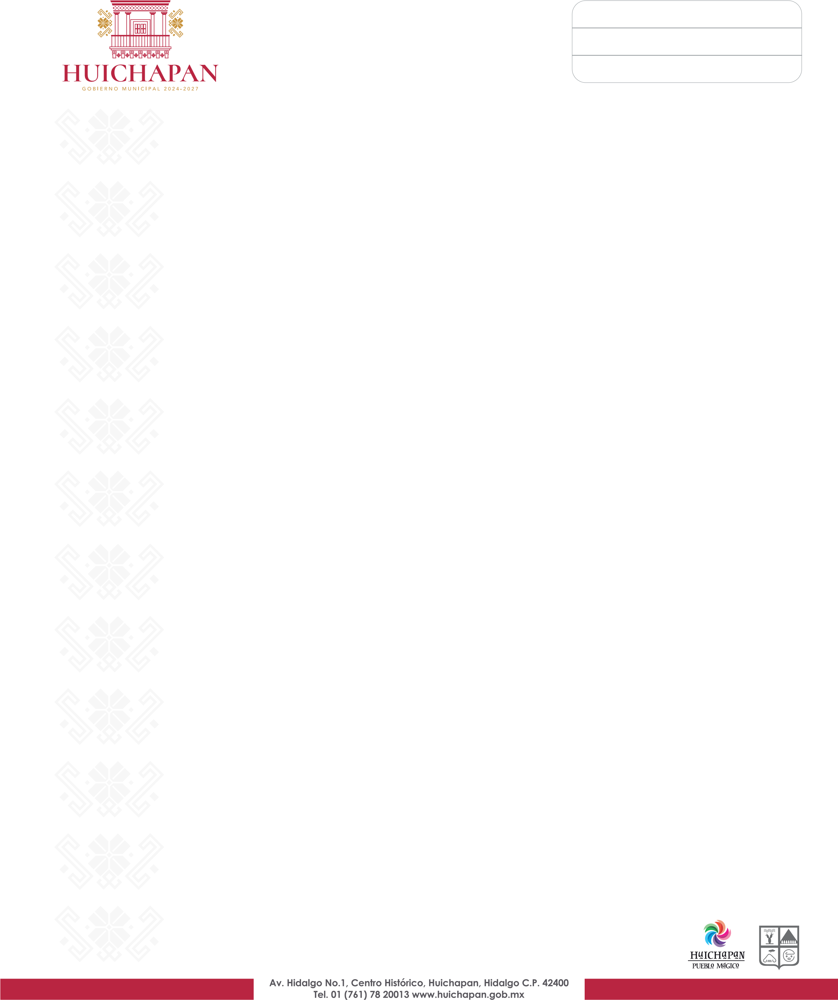 HUICHAPAN
GOBIERNO MUNICIPAL 2024-2027
HuICHaPaN
PUEBLo MáGICo
Av. Hidalgo No.1, Centro Histórico, Huichapan, Hidalgo C.P. 42400
Tel. 01 (761) 78 20013 www.huichapan.gob.mx